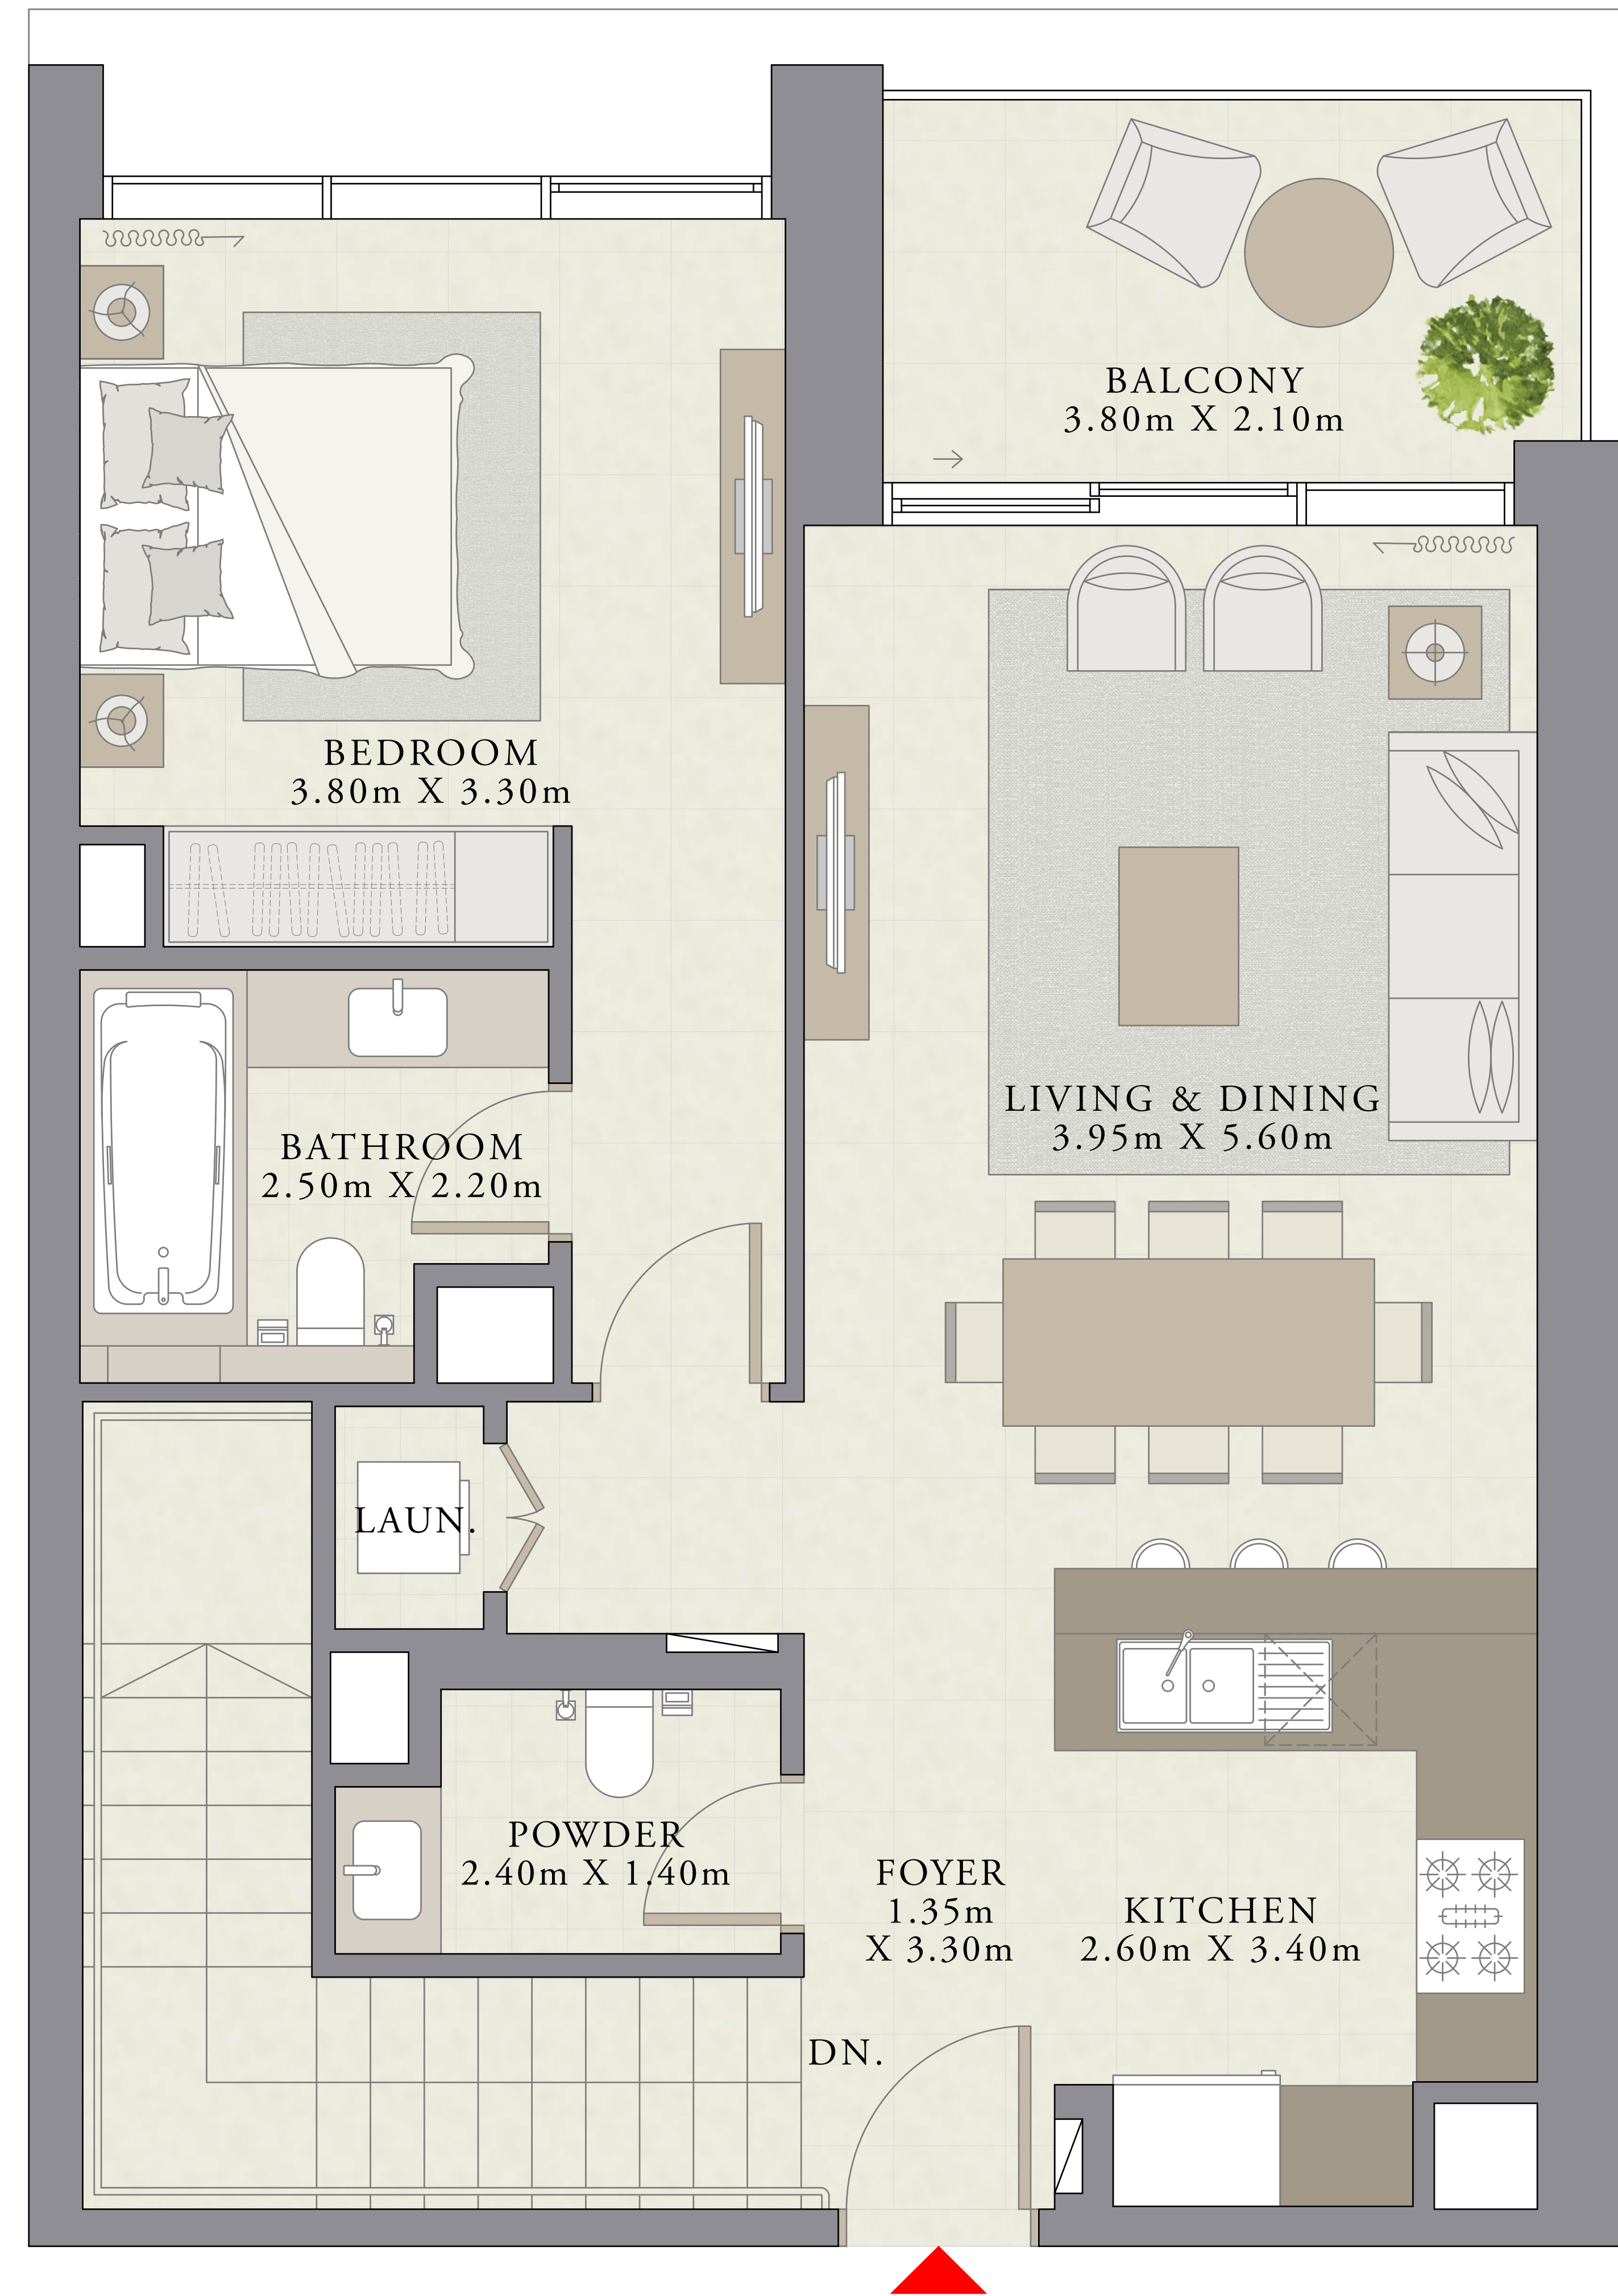 BALCONY
3.80m X 2.10m
BEDROOM
3.80m X 3.30m
LIVING & DINING
3.95m X 5.60m
BATHROOM
2.50m X 2.20m
LAUN.
POWDER
2.40m X 1.40m
FOYER
1.35m
X 3.30m
KITCHEN
2.60m X 3.40m
DN.